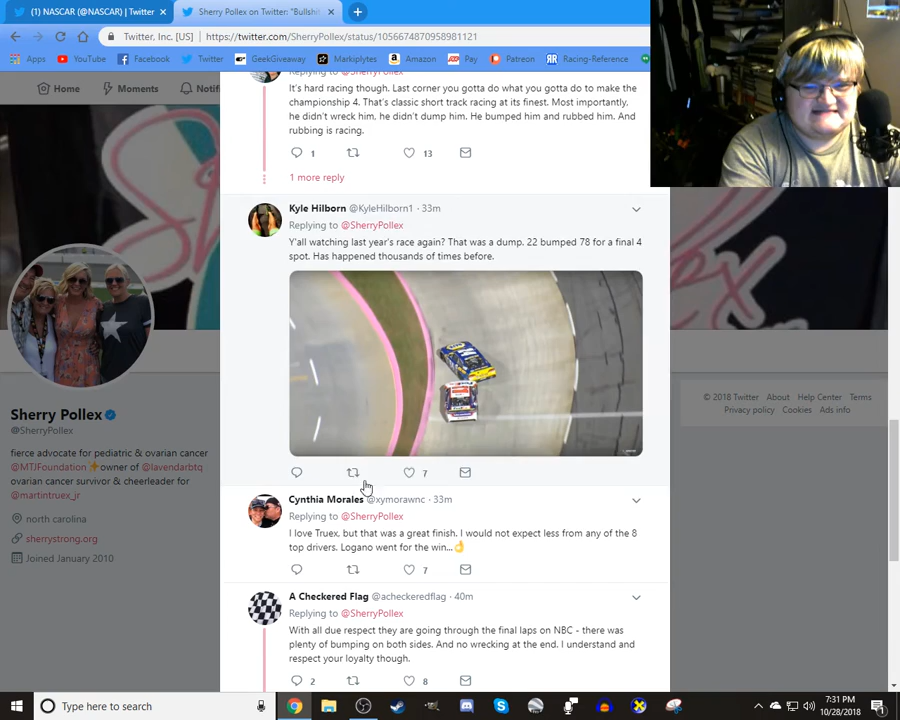 (1) NASCAR (@NASCAR) | Twitter
Sherry Pollex on Twitter: "Bullshit
Twitter, Inc. [US] | https://twitter.com/SherryPollex/status/1056674870958981121
Apps YouTube Facebook Twitter GeekGiveaway Markiplytes Amazon Pay Patreon Racing-Reference
Home Moments Notifi
Replying to @SherryPollex
It's hard racing though. Last corner you gotta do what you gotta do to make the
championship 4. That's classic short track racing at its finest. Most importantly,
he didn't wreck him, he didn't dump him. He bumped him and rubbed him. And
rubbing is racing.
1 13
1 more reply
Kyle Hilborn @KyleHilborn1 · 33m
Replying to @SherryPollex
Y'all watching last year's race again? That was a dump. 22 bumped 78 for a final 4
spot. Has happened thousands of times before.
7
Cynthia Morales @xymorawnc · 33m
Replying to @SherryPollex
I love Truex, but that was a great finish. I would not expect less from any of the 8
top drivers. Logano went for the win...👌
7
A Checkered Flag @acheckeredflag · 40m
Replying to @SherryPollex
With all due respect they are going through the final laps on NBC - there was
plenty of bumping on both sides. And no wrecking at the end. I understand and
respect your loyalty though.
2 8
Sherry Pollex
@SherryPollex
fierce advocate for pediatric & ovarian cancer
@MTJFoundation ✨owner of @lavendarbtq
ovarian cancer survivor & cheerleader for
@martintruex_jr
north carolina
sherrystrong.org
Joined January 2010
© 2018 Twitter About Help Center Terms
Privacy policy Cookies Ads info
Type here to search
7:31 PM
10/28/2018